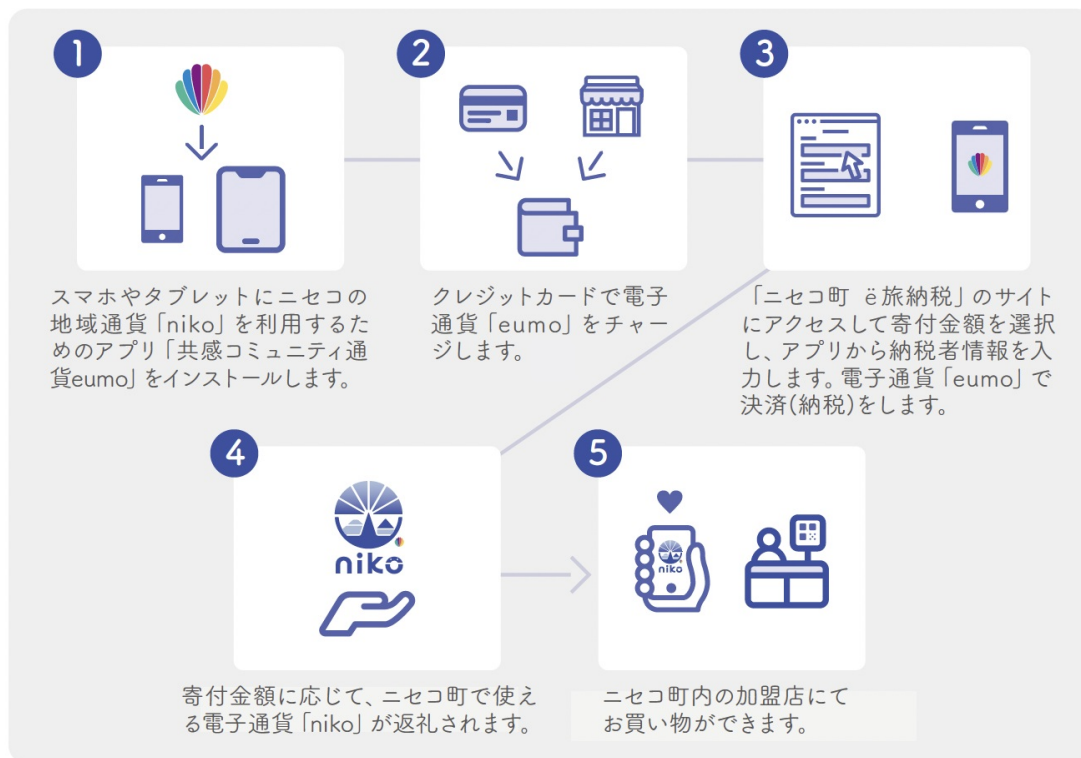 1
スマホやタブレットにニセコの
地域通貨「niko」を利用するた
めのアプリ「共感コミュニティ通
貨eumo」をインストールします。
2
クレジットカードで電子
通貨「eumo」をチャー
ジします。
3
「ニセコ町 ë旅納税」のサイト
にアクセスして寄付金額を選択
し、アプリから納税者情報を入
力します。電子通貨「eumo」で
決済(納税)をします。
4
niko
寄付金額に応じて、ニセコ町で使え
る電子通貨「niko」が返礼されます。
5
niko
ニセコ町内の加盟店にて
お買い物ができます。